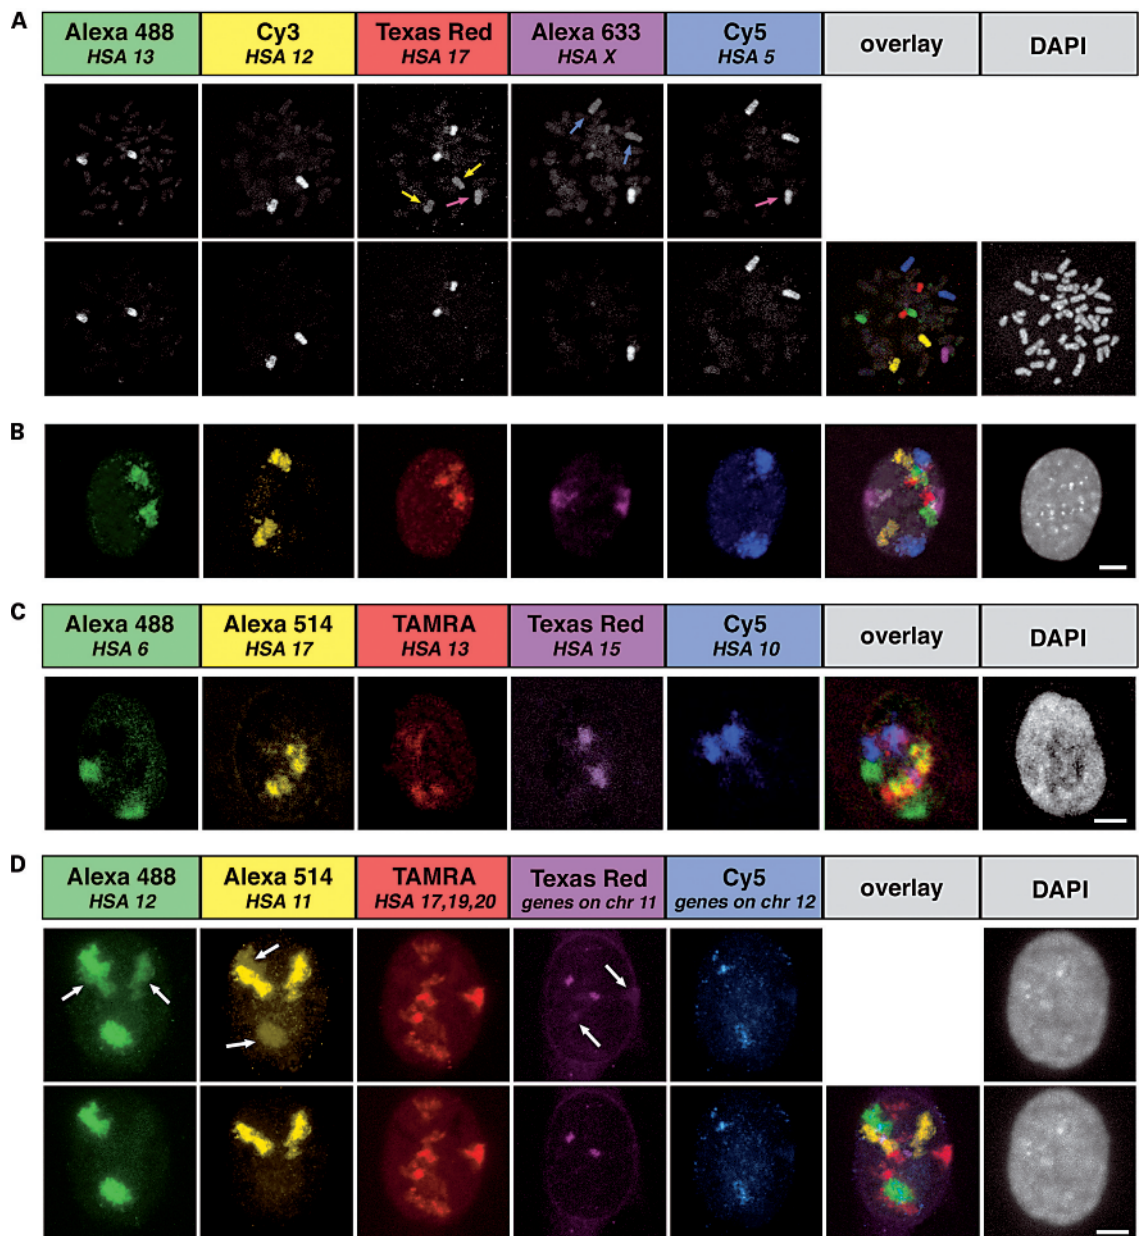 A
Alexa 488
HSA 13
Cy3
HSA 12
Texas Red
HSA 17
Alexa 633
HSA X
Cy5
HSA 5
overlay
DAPI
B
C
Alexa 488
HSA 6
Alexa 514
HSA 17
TAMRA
HSA 13
Texas Red
HSA 15
Cy5
HSA 10
overlay
DAPI
D
Alexa 488
HSA 12
Alexa 514
HSA 11
TAMRA
HSA 17,19,20
Texas Red
genes on chr 11
Cy5
genes on chr 12
overlay
DAPI